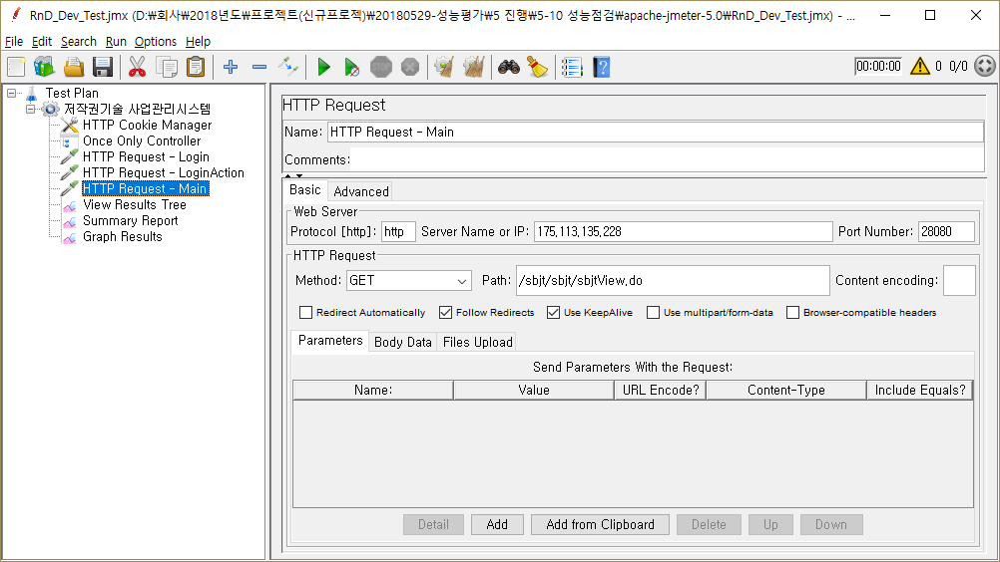 RnD_Dev_Test.jmx (D:₩회사₩2018년도₩프로젝트(신규프로젝)₩20180529-성능평가₩5 진행₩5-10 성능점검₩apache-jmeter-5.0₩RnD_Dev_Test.jmx) - ...
File Edit Search Run Options Help
00:00:00 0 0/0
Test Plan
저작권기술 사업관리시스템
HTTP Cookie Manager
Once Only Controller
HTTP Request - Login
HTTP Request - LoginAction
HTTP Request - Main
View Results Tree
Summary Report
Graph Results
HTTP Request
Name: HTTP Request - Main
Comments:
Basic Advanced
Web Server
Protocol [http]: http Server Name or IP: 175.113.135.228 Port Number: 28080
HTTP Request
Method: GET Path: /sbjt/sbjt/sbjtView.do Content encoding:
Redirect Automatically Follow Redirects Use KeepAlive Use multipart/form-data Browser-compatible headers
Parameters Body Data Files Upload
Send Parameters With the Request:
Name: Value URL Encode? Content-Type Include Equals?
Detail Add Add from Clipboard Delete Up Down